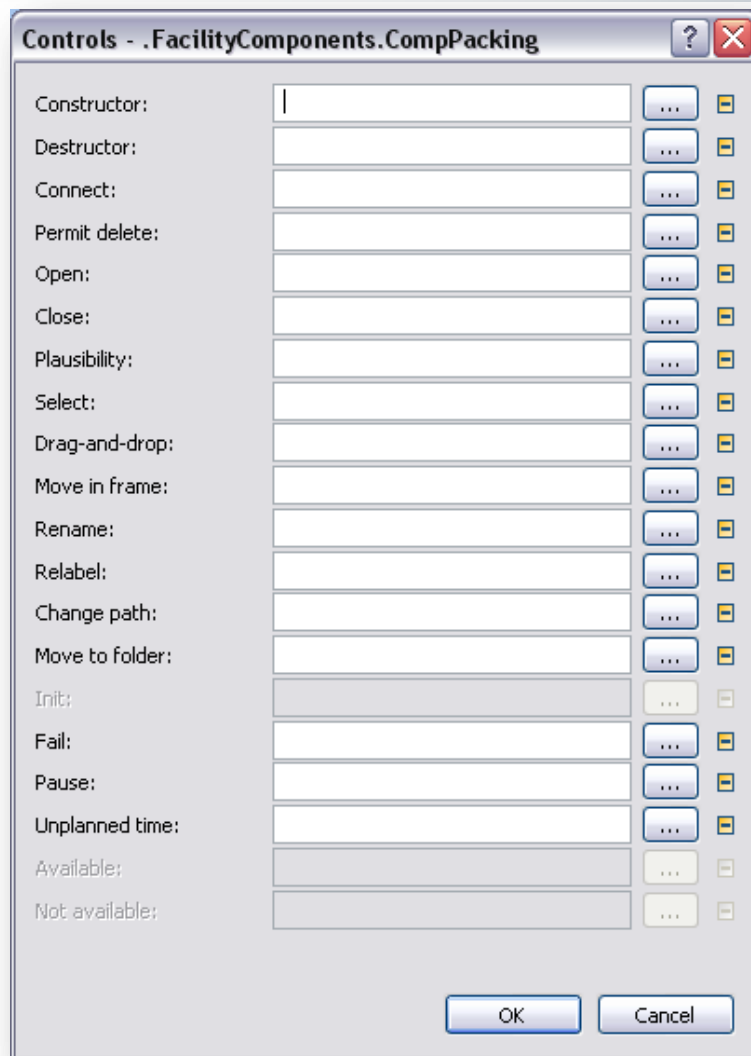 Controls - .FacilityComponents.CompPacking ?
Constructor: ...
Destructor: ...
Connect: ...
Permit delete: ...
Open: ...
Close: ...
Plausibility: ...
Select: ...
Drag-and-drop: ...
Move in frame: ...
Rename: ...
Relabel: ...
Change path: ...
Move to folder: ...
Init: ...
Fail: ...
Pause: ...
Unplanned time: ...
Available: ...
Not available: ...
OK Cancel